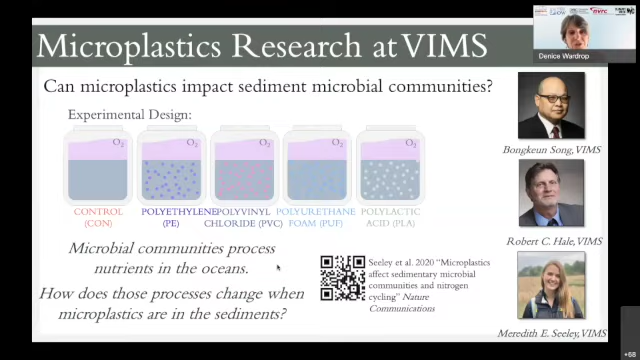 Microplastics Research at VIMS
Denice Wardrop
Can microplastics impact sediment microbial communities?
Experimental Design:
O2 O2 O2 O2 O2
CONTROL (CON)
POLYETHYLENE (PE)
POLYVINYL CHLORIDE (PVC)
POLYURETHANE FOAM (PUF)
POLYLACTIC ACID (PLA)
Microbial communities process
nutrients in the oceans.
How does those processes change when
microplastics are in the sediments?
Seeley et al. 2020 "Microplastics
affect sedimentary microbial
communities and nitrogen
cycling" Nature
Communications
Bongkeun Song, VIMS
Robert C. Hale, VIMS
Meredith E. Seeley, VIMS
+68